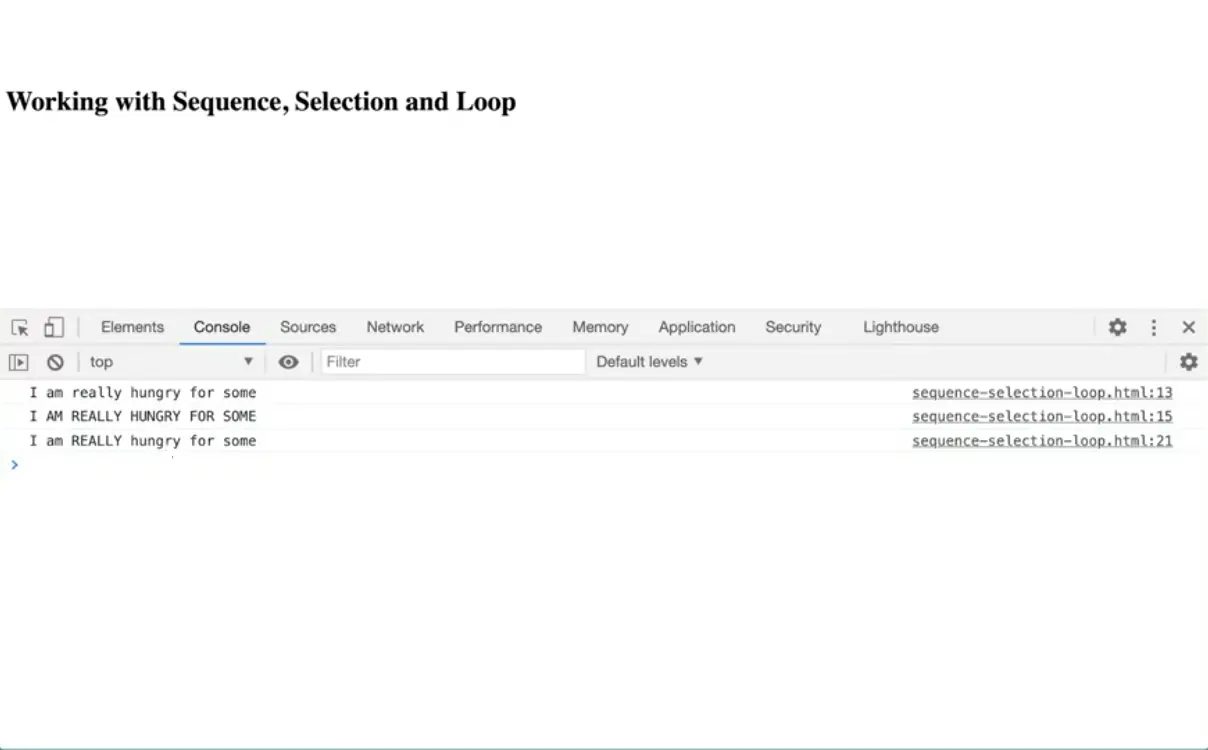 Working with Sequence, Selection and Loop
Elements Console Sources Network Performance Memory Application Security Lighthouse
top Filter Default levels
I am really hungry for some sequence-selection-loop.html:13
I AM REALLY HUNGRY FOR SOME sequence-selection-loop.html:15
I am REALLY hungry for some sequence-selection-loop.html:21